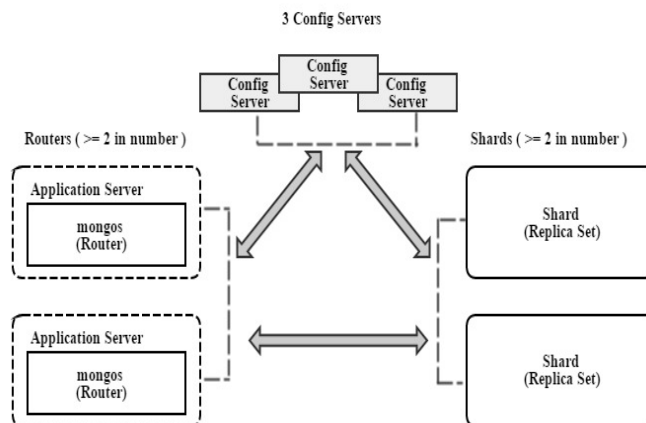 3 Config Servers
Config
Server
Config
Server
Config
Server
Routers ( >= 2 in number )
Shards ( >= 2 in number )
Application Server
mongos
(Router)
Shard
(Replica Set)
Application Server
mongos
(Router)
Shard
(Replica Set)